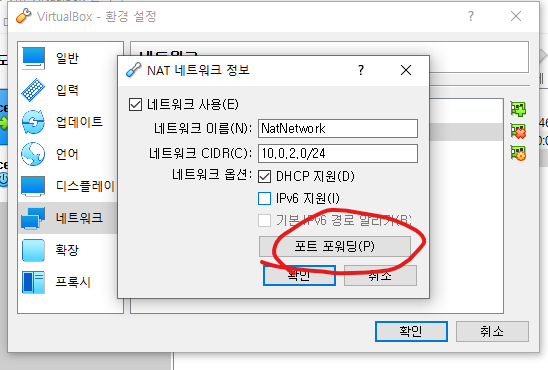 VirtualBox - 환경 설정
일반
입력
업데이트
언어
디스플레이
네트워크
확장
프록시
NAT 네트워크 정보
네트워크 사용(E)
네트워크 이름(N): NatNetwork
네트워크 CIDR(C): 10.0.2.0/24
네트워크 옵션: DHCP 지원(D)
IPv6 지원(I)
기본 IPv6 경로 알리기(R)
포트 포워딩(P)
확인 취소
확인 취소